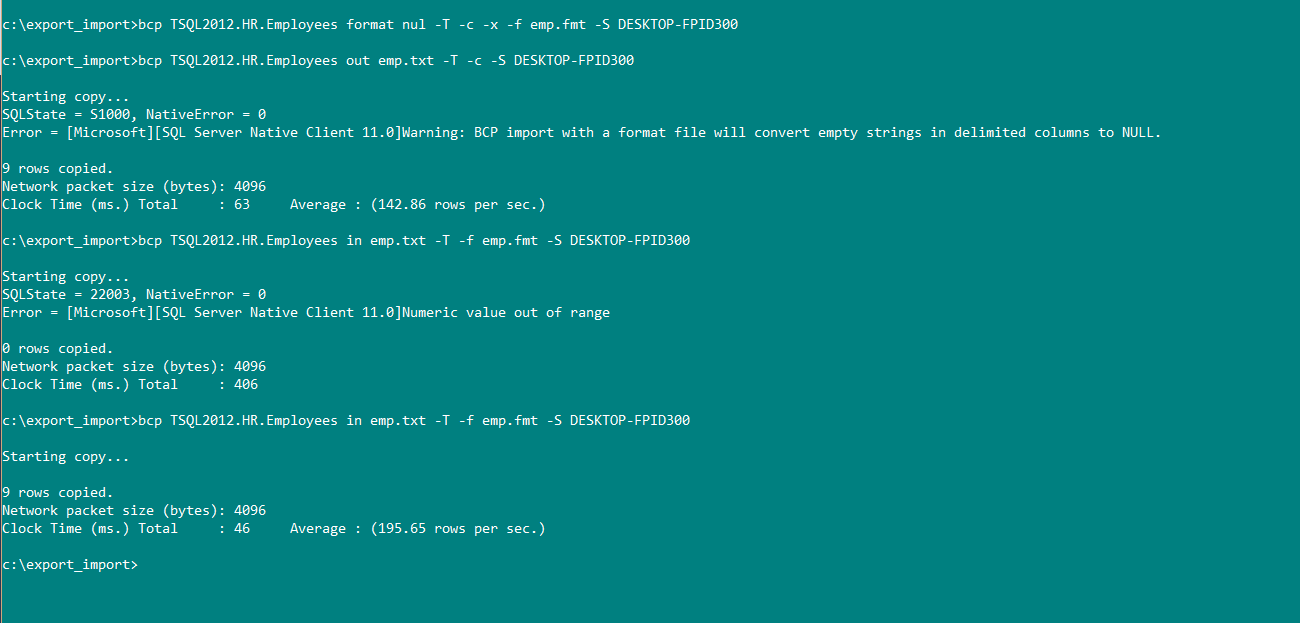 c:\export_import>bcp TSQL2012.HR.Employees format nul -T -c -x -f emp.fmt -S DESKTOP-FPID300
c:\export_import>bcp TSQL2012.HR.Employees out emp.txt -T -c -S DESKTOP-FPID300
Starting copy...
SQLState = S1000, NativeError = 0
Error = [Microsoft][SQL Server Native Client 11.0]Warning: BCP import with a format file will convert empty strings in delimited columns to NULL.
9 rows copied.
Network packet size (bytes): 4096
Clock Time (ms.) Total     : 63     Average : (142.86 rows per sec.)
c:\export_import>bcp TSQL2012.HR.Employees in emp.txt -T -f emp.fmt -S DESKTOP-FPID300
Starting copy...
SQLState = 22003, NativeError = 0
Error = [Microsoft][SQL Server Native Client 11.0]Numeric value out of range
0 rows copied.
Network packet size (bytes): 4096
Clock Time (ms.) Total     : 406
c:\export_import>bcp TSQL2012.HR.Employees in emp.txt -T -f emp.fmt -S DESKTOP-FPID300
Starting copy...
9 rows copied.
Network packet size (bytes): 4096
Clock Time (ms.) Total     : 46     Average : (195.65 rows per sec.)
c:\export_import>